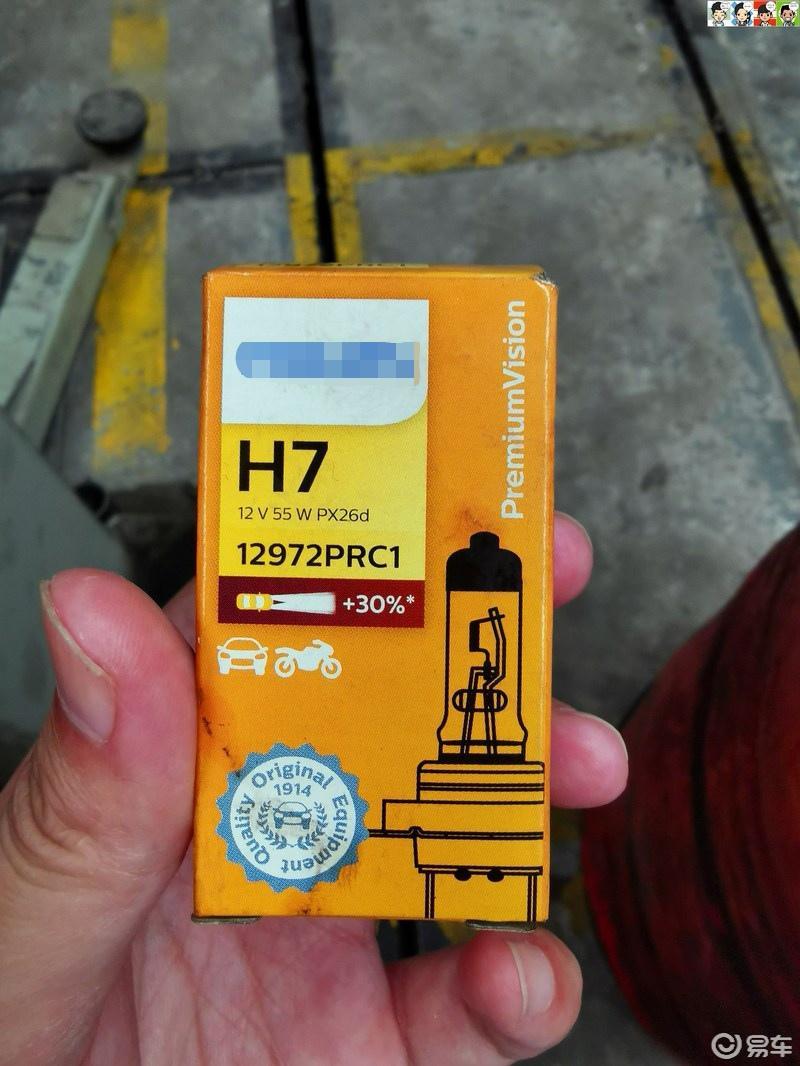 PremiumVision
H7
12 V 55 W PX26d
12972PRC1
+30%*
Quality Original Equipment
1914
易车